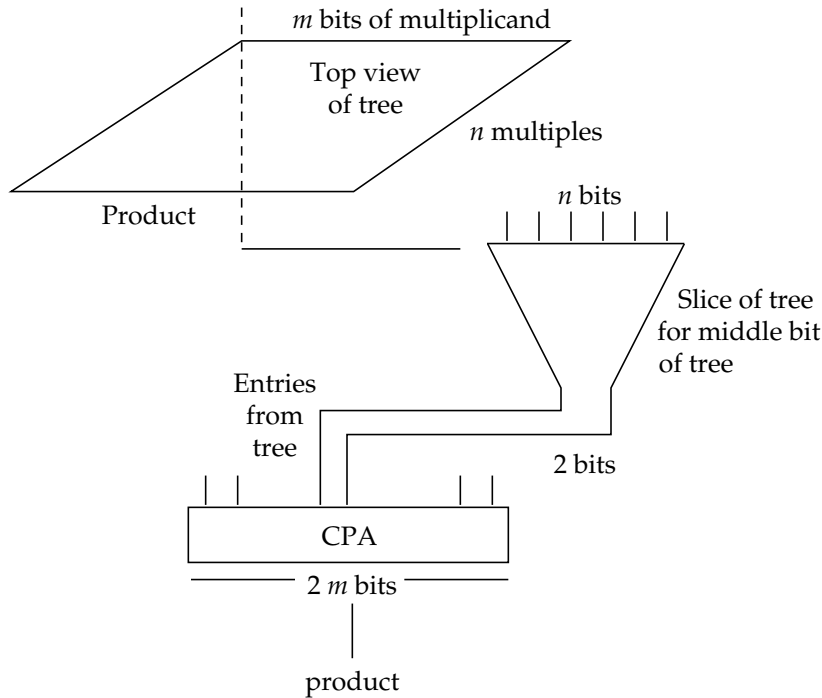 m bits of multiplicand
Top view
of tree
n multiples
Product
n bits
Slice of tree
for middle bit
of tree
Entries
from
tree
2 bits
CPA
2 m bits
product